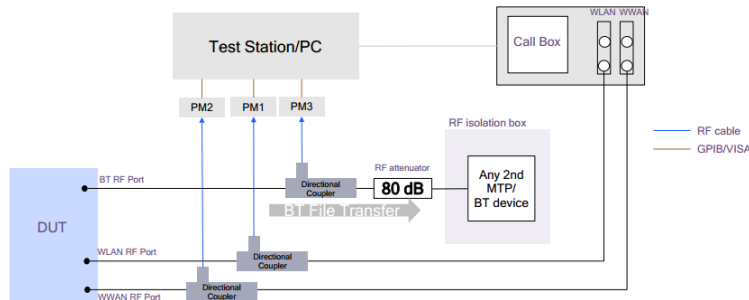 WLAN WWAN
Test Station/PC
Call Box
PM2
PM1
PM3
RF isolation box
RF cable
GPIB/VISA
RF attenuator
BT RF Port
Directional
Coupler
80 dB
Any 2nd
MTP/
BT device
BT File Transfer
DUT
WLAN RF Port
Directional
Coupler
WWAN RF Port
Directional
Coupler